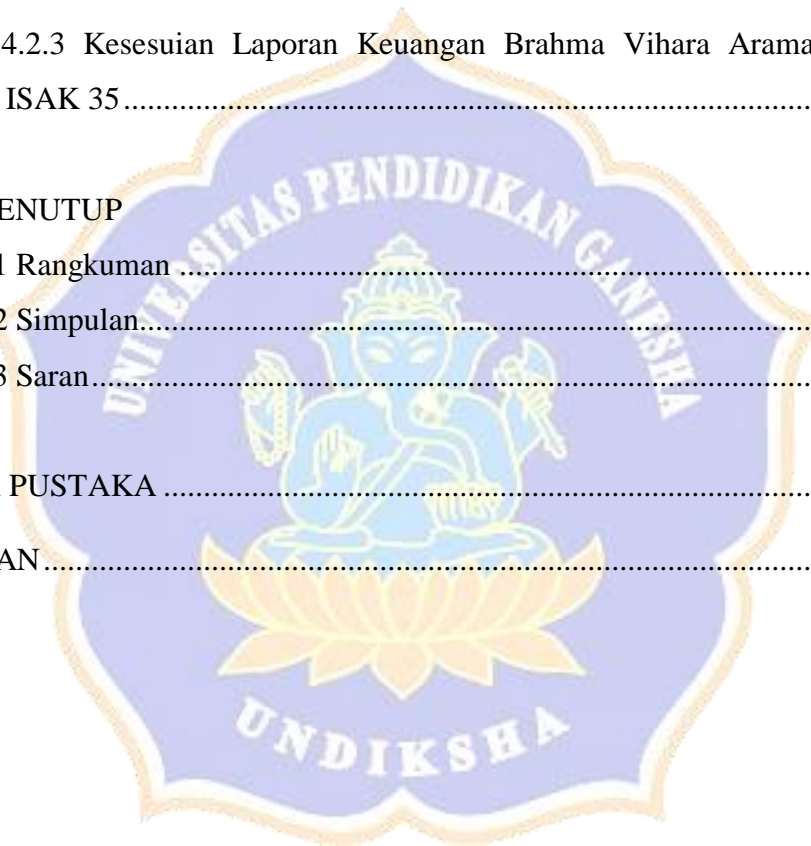 4.2.3 Kesesuian Laporan Keuangan Brahma Vihara Arama
ISAK 35.......................................................................................
ENUTUP
1 Rangkuman ................................................................................
2 Simpulan.....................................................................................
3 Saran...........................................................................................
PUSTAKA ..................................................................................
AN................................................................................................
UNIVERSITAS PENDIDIKAN GANESHA
UNDIKSHA